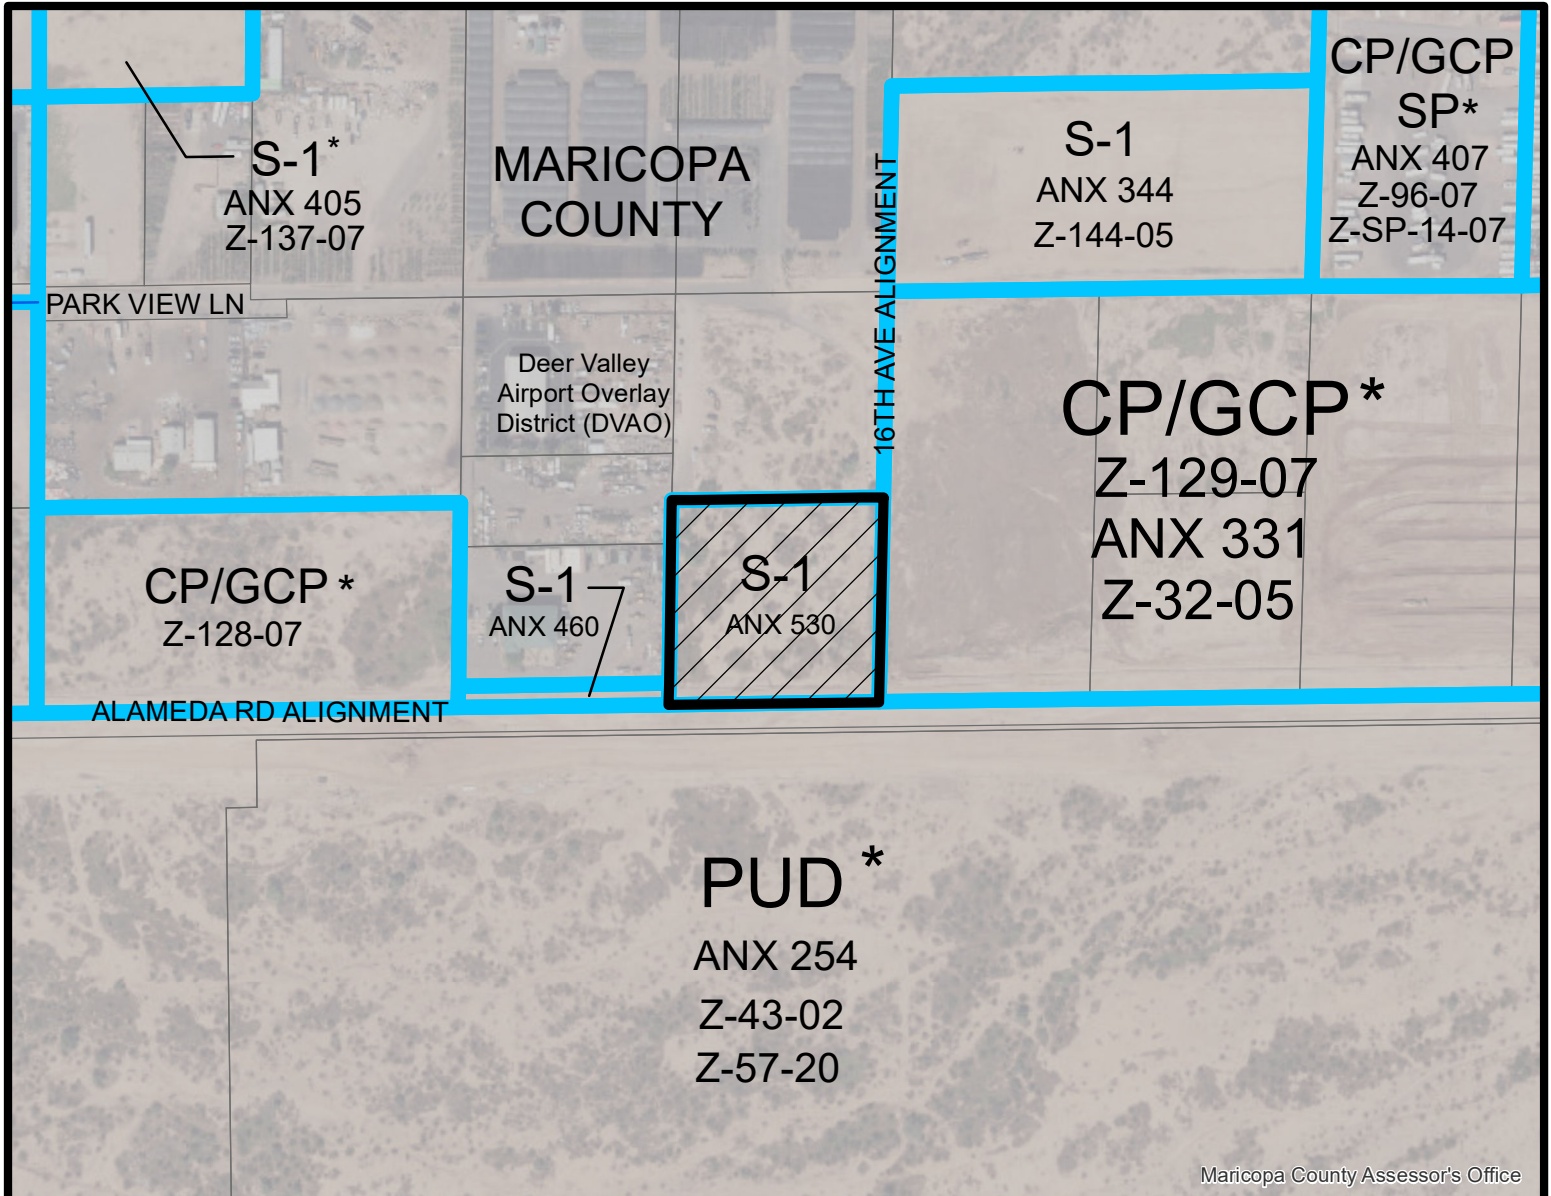 CP/GCP
SP*
ANX 407
Z-96-07
Z-SP-14-07
S-1*
ANX 405
Z-137-07
MARICOPA
COUNTY
S-1
ANX 344
Z-144-05
16TH AVE ALIGNMENT
PARK VIEW LN
Deer Valley
Airport Overlay
District (DVAO)
CP/GCP*
Z-129-07
ANX 331
Z-32-05
CP/GCP*
Z-128-07
S-1
ANX 460
S-1
ANX 530
ALAMEDA RD ALIGNMENT
PUD*
ANX 254
Z-43-02
Z-57-20
Maricopa County Assessor's Office